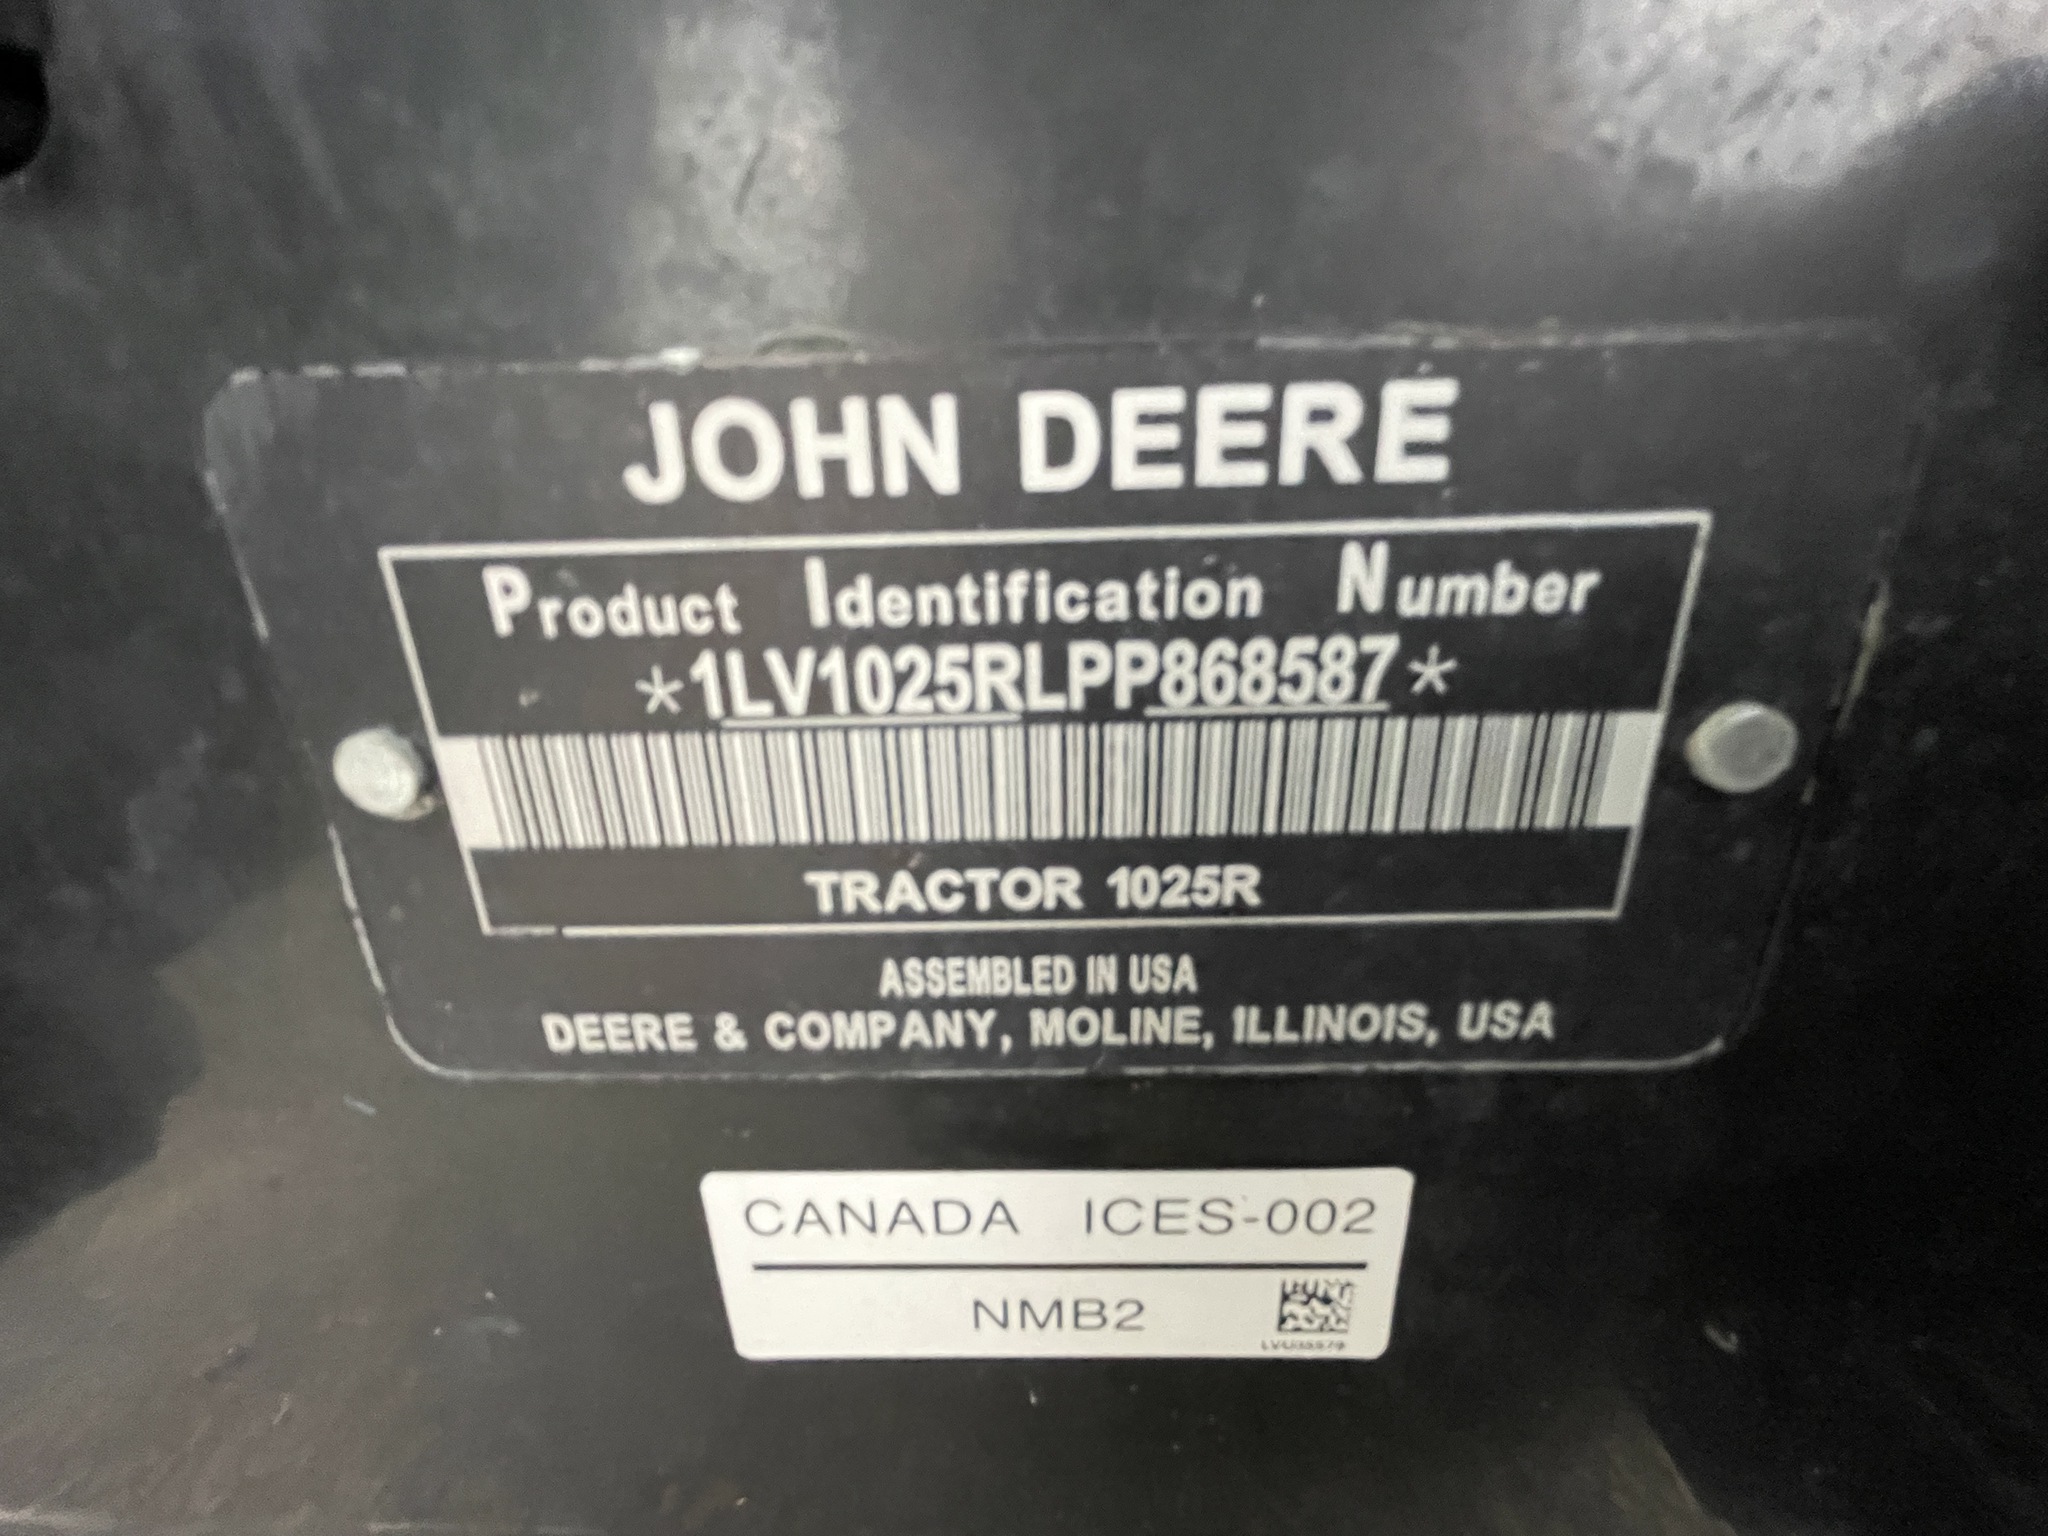 JOHN DEERE
Product Identification Number
*1LV1025RLPP868587*
TRACTOR 1025R
ASSEMBLED IN USA
DEERE & COMPANY, MOLINE, ILLINOIS, USA
CANADA ICES-002
NMB2